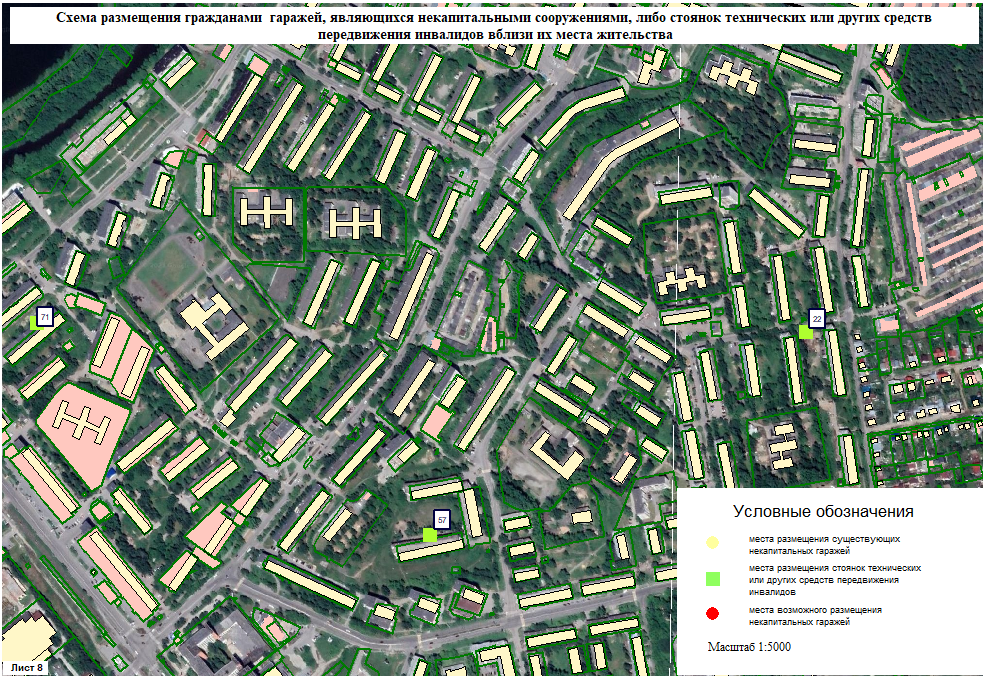 Схема размещения гражданами гаражей, являющихся некапитальными сооружениями, либо стоянок технических или других средств
передвижения инвалидов вблизи их места жительства
71
22
57
Условные обозначения
места размещения существующих
некапитальных гаражей
места размещения стоянок технических
или других средств передвижения
инвалидов
места возможного размещения
некапитальных гаражей
Масштаб 1:5000
Лист 8